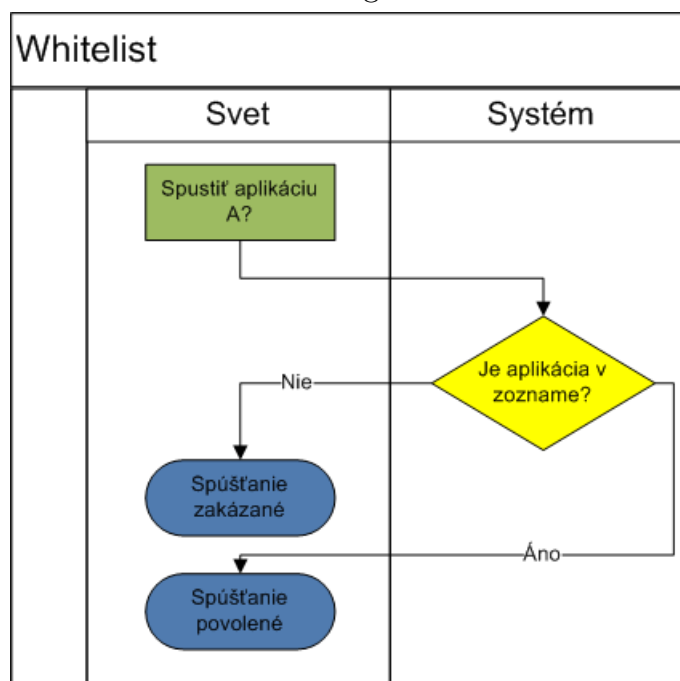 Whitelist
Svet
Systém
Spustiť aplikáciu
A?
Je aplikácia v
zozname?
Nie
Spúšťanie
zakázané
Áno
Spúšťanie
povolené